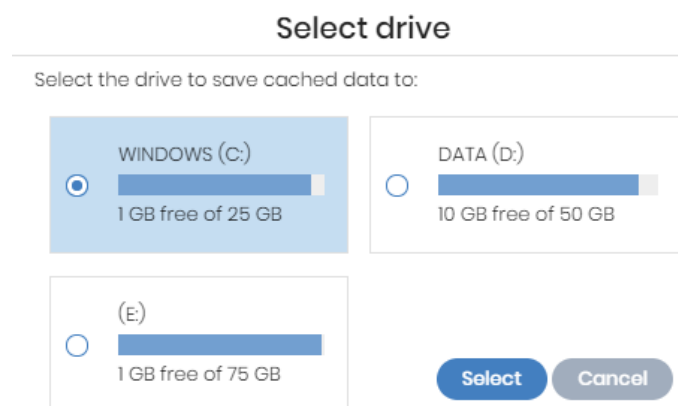 Select drive
Select the drive to save cached data to:
WINDOWS (C:)
1 GB free of 25 GB
DATA (D:)
10 GB free of 50 GB
(E:)
1 GB free of 75 GB
Select
Cancel